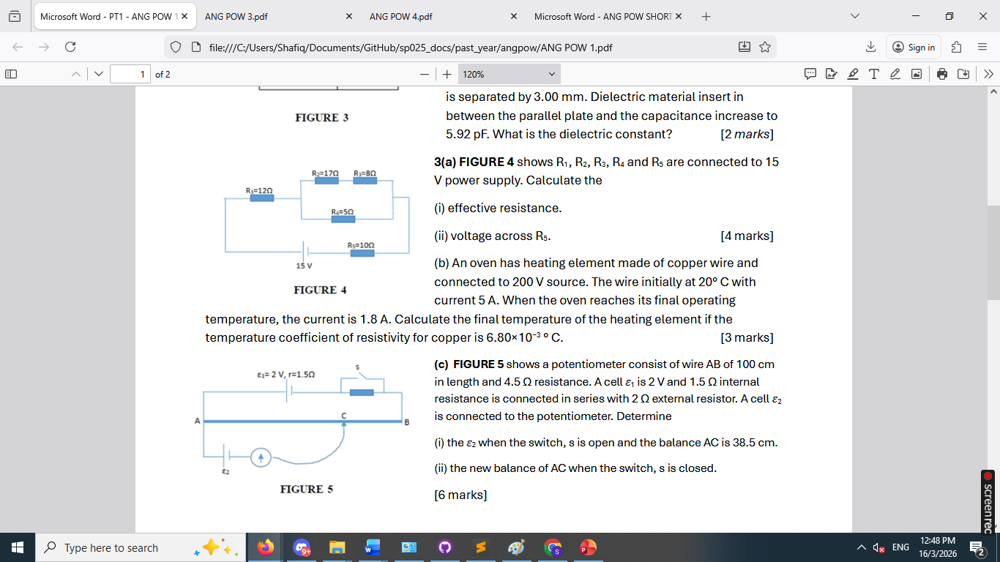 Microsoft Word - PT1 - ANG POW 1
ANG POW 3.pdf
ANG POW 4.pdf
Microsoft Word - ANG POW SHORT
file:///C:/Users/Shafiq/Documents/GitHub/sp025_docs/past_year/angpow/ANG POW 1.pdf
Sign in
1 of 2
120%
is separated by 3.00 mm. Dielectric material insert in
between the parallel plate and the capacitance increase to
5.92 pF. What is the dielectric constant? [2 marks]
FIGURE 3
3(a) FIGURE 4 shows R₁, R₂, R₃, R₄ and R₅ are connected to 15
V power supply. Calculate the
(i) effective resistance.
(ii) voltage across R₅. [4 marks]
R₂=17Ω R₃=8Ω
R₁=12Ω
R₄=5Ω
R₅=10Ω
15 V
FIGURE 4
(b) An oven has heating element made of copper wire and
connected to 200 V source. The wire initially at 20º C with
current 5 A. When the oven reaches its final operating
temperature, the current is 1.8 A. Calculate the final temperature of the heating element if the
temperature coefficient of resistivity for copper is 6.80×10⁻³ º C. [3 marks]
(c) FIGURE 5 shows a potentiometer consist of wire AB of 100 cm
in length and 4.5 Ω resistance. A cell ε₁ is 2 V and 1.5 Ω internal
resistance is connected in series with 2 Ω external resistor. A cell ε₂
is connected to the potentiometer. Determine
(i) the ε₂ when the switch, s is open and the balance AC is 38.5 cm.
(ii) the new balance of AC when the switch, s is closed.
[6 marks]
s
ε₁= 2 V, r=1.5Ω
A
C
B
ε₂
FIGURE 5
screenrec
Type here to search
9+
W
S
P
ENG
12:48 PM
16/3/2026
2